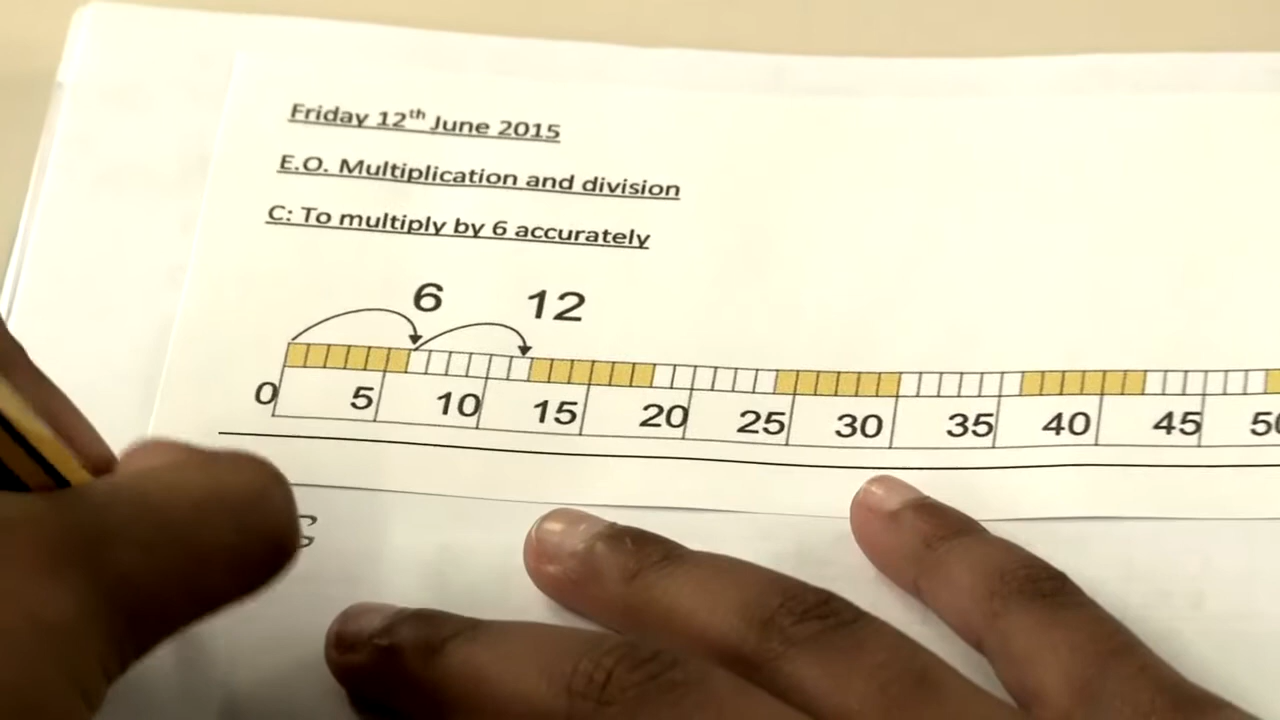 Friday 12th June 2015
E.O. Multiplication and division
C: To multiply by 6 accurately
6 12
0 5 10 15 20 25 30 35 40 45